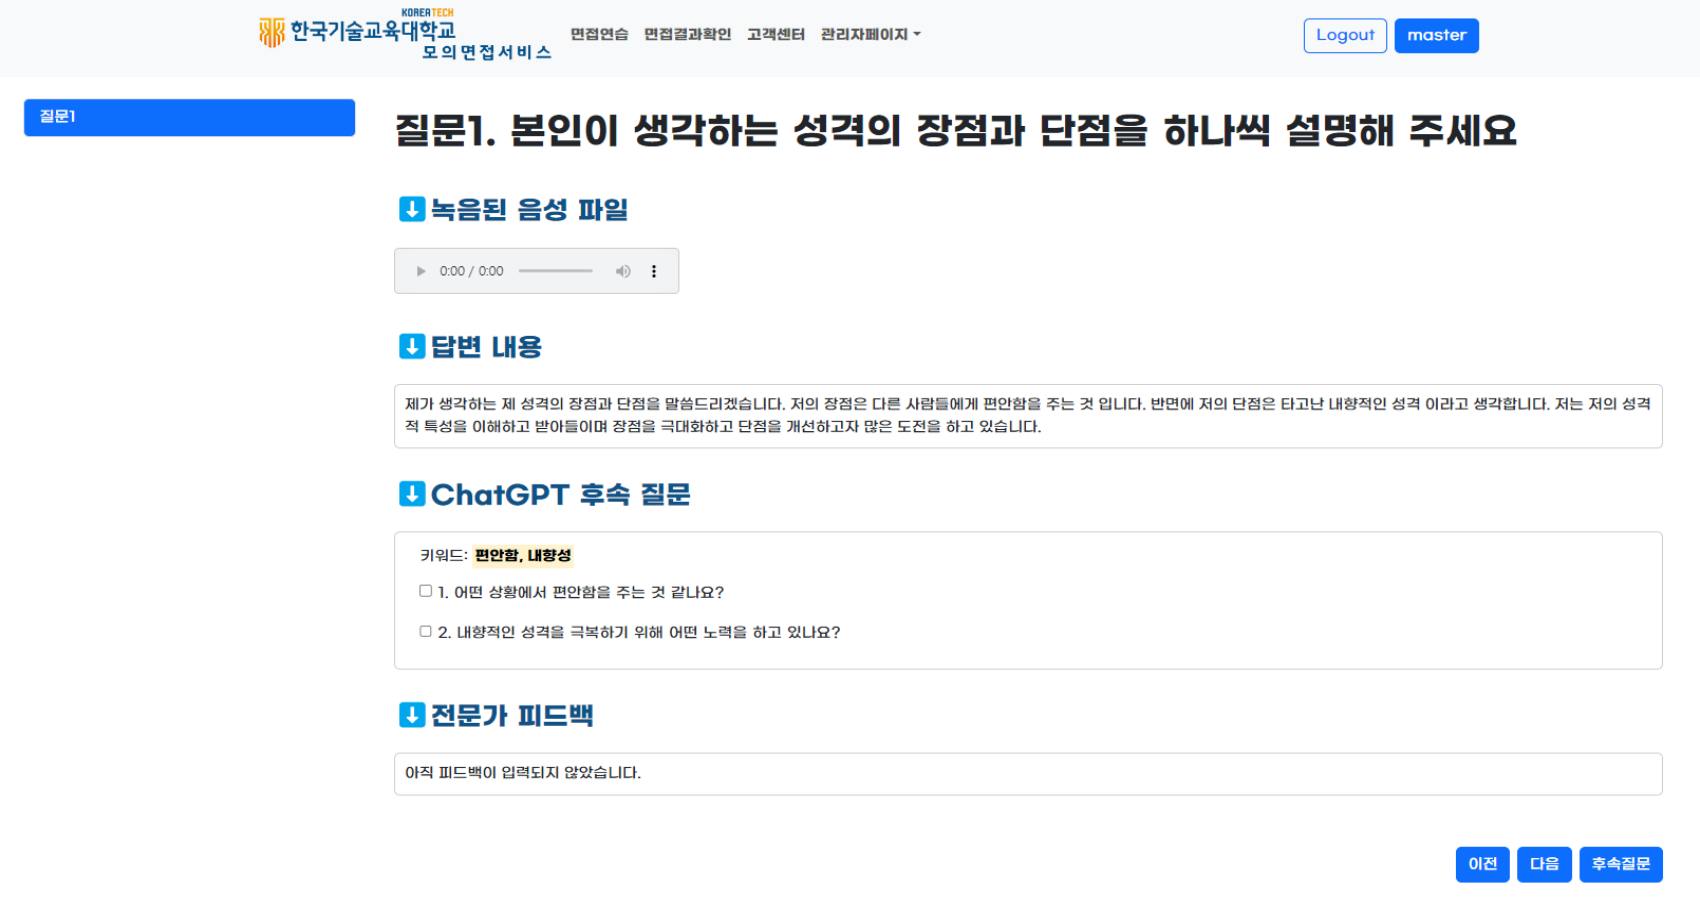 KOREATECH
한국기술교육대학교
모의면접서비스
면접연습 면접결과확인 고객센터 관리자페이지
Logout master
질문1
질문1. 본인이 생각하는 성격의 장점과 단점을 하나씩 설명해 주세요
녹음된 음성 파일
0:00 / 0:00
답변 내용
제가 생각하는 제 성격의 장점과 단점을 말씀드리겠습니다. 저의 장점은 다른 사람들에게 편안함을 주는 것 입니다. 반면에 저의 단점은 타고난 내향적인 성격 이라고 생각합니다. 저는 저의 성격
적 특성을 이해하고 받아들이며 장점을 극대화하고 단점을 개선하고자 많은 도전을 하고 있습니다.
ChatGPT 후속 질문
키워드: 편안함, 내향성
1. 어떤 상황에서 편안함을 주는 것 같나요?
2. 내향적인 성격을 극복하기 위해 어떤 노력을 하고 있나요?
전문가 피드백
아직 피드백이 입력되지 않았습니다.
이전 다음 후속질문